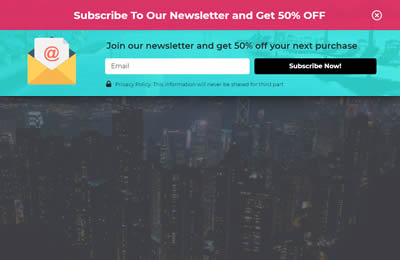 Subscribe To Our Newsletter and Get 50% OFF
Join our newsletter and get 50% off your next purchase
@
Email
Subscribe Now!
Privacy Policy: This information will never be shared for third part